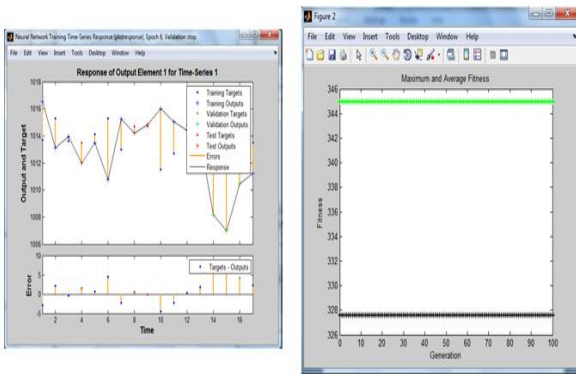 Neural Network Training Time-Series Response (plotresponse), Epoch 6, Validation stop.
File Edit View Insert Tools Desktop Window Help
Response of Output Element 1 for Time-Series 1
Output and Target
1018
1016
1014
1012
1010
1008
1006
Training Targets
Training Outputs
Validation Targets
Validation Outputs
Test Targets
Test Outputs
Errors
Response
Error
10
5
0
-5
Targets - Outputs
2 4 6 8 10 12 14 16
Time
Figure 2
File Edit View Insert Tools Desktop Window Help
Maximum and Average Fitness
Fitness
346
344
342
340
338
336
334
332
330
328
326
0 10 20 30 40 50 60 70 80 90 100
Generation